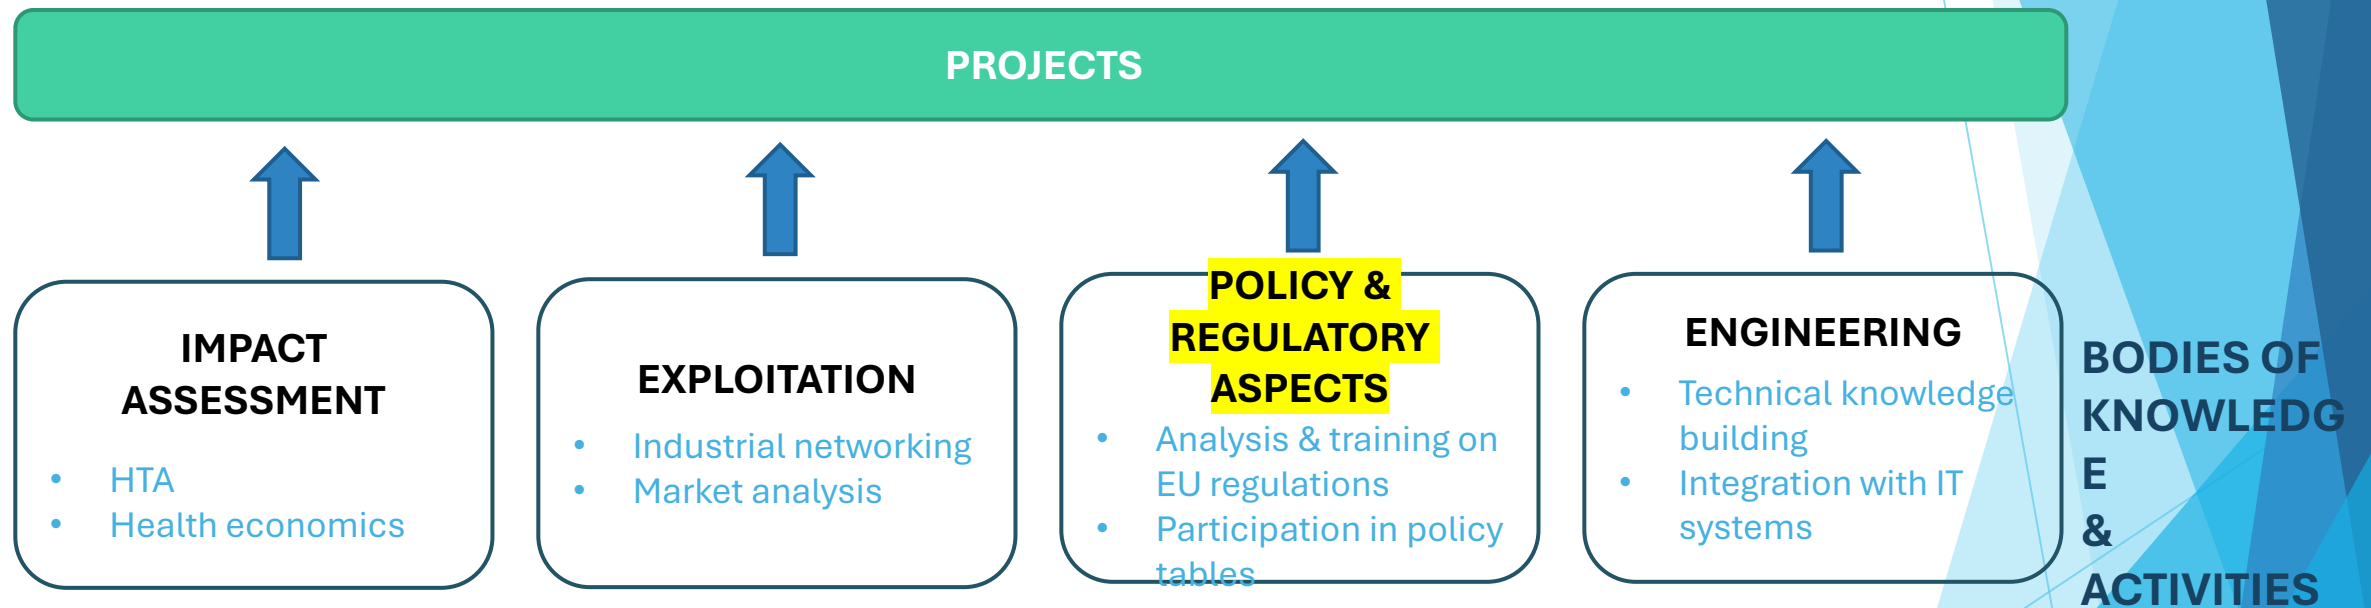 PROJECTS
IMPACT
ASSESSMENT
• HTA
• Health economics
EXPLOITATION
• Industrial networking
• Market analysis
POLICY &
REGULATORY
ASPECTS
• Analysis & training on
EU regulations
• Participation in policy
tables
ENGINEERING
• Technical knowledge
building
• Integration with IT
systems
BODIES OF
KNOWLEDG
E
&
ACTIVITIES